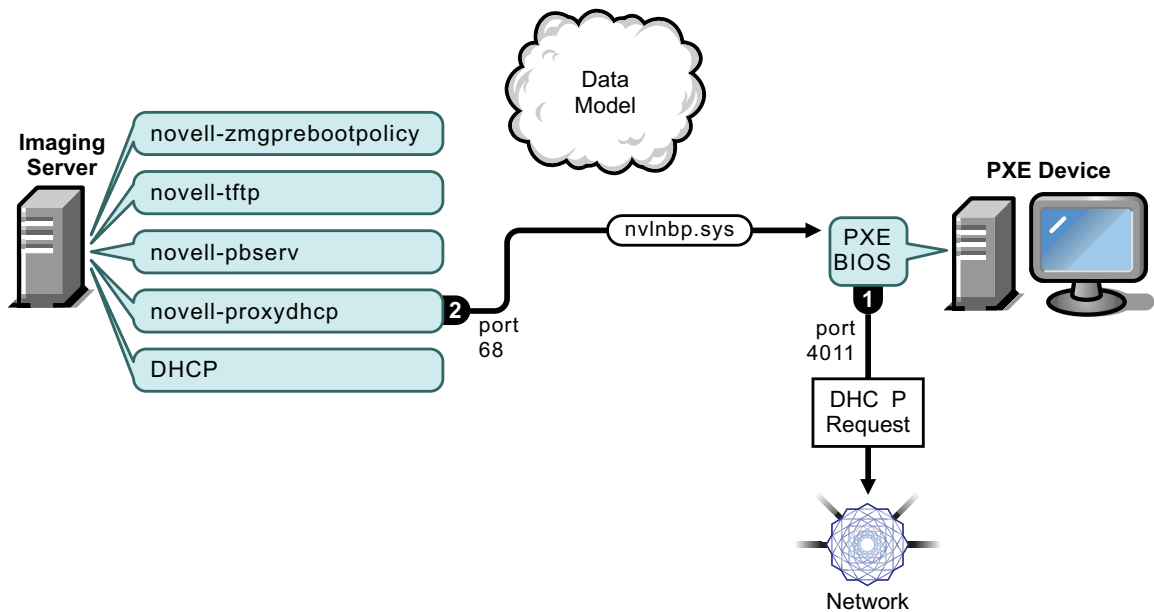 Data
Model
Imaging
Server
novell-zmgprebootpolicy
novell-tftp
novell-pbserv
novell-proxydhcp
DHCP
2
port
68
nvlnbp.sys
PXE
BIOS
1
port
4011
PXE Device
DHC P
Request
Network